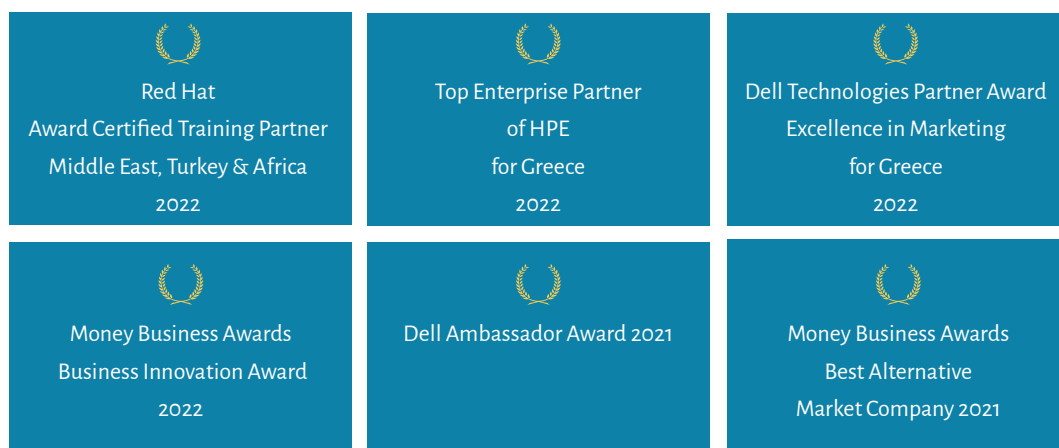 Red Hat
Award Certified Training Partner
Middle East, Turkey & Africa
2022
Top Enterprise Partner
of HPE
for Greece
2022
Dell Technologies Partner Award
Excellence in Marketing
for Greece
2022
Money Business Awards
Business Innovation Award
2022
Dell Ambassador Award 2021
Money Business Awards
Best Alternative
Market Company 2021